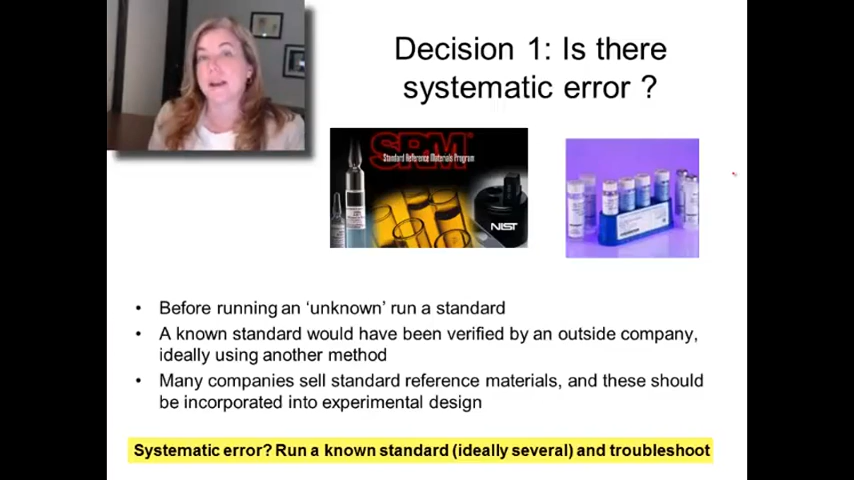 Decision 1: Is there
systematic error ?
SRM
Standard Reference Materials Program
NIST
• Before running an ‘unknown’ run a standard
• A known standard would have been verified by an outside company,
ideally using another method
• Many companies sell standard reference materials, and these should
be incorporated into experimental design
Systematic error? Run a known standard (ideally several) and troubleshoot